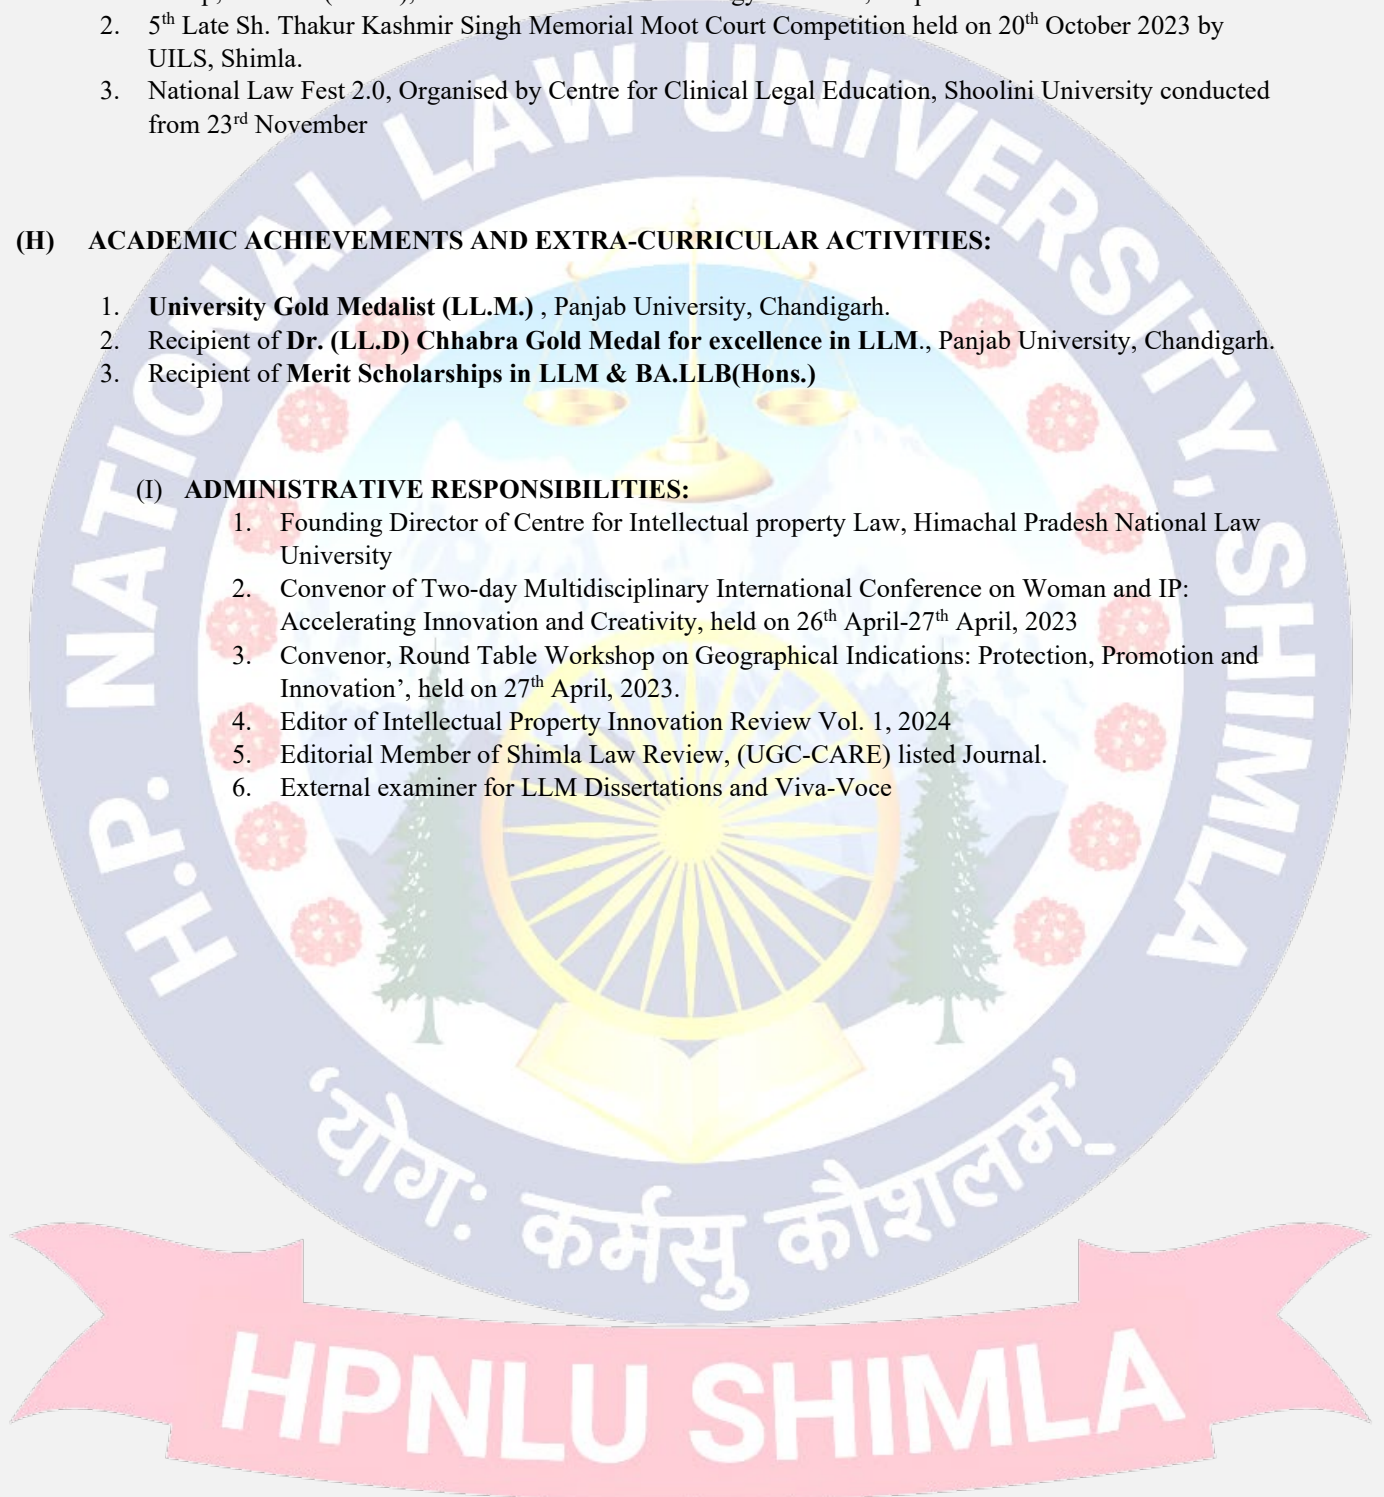 2. 5th Late Sh. Thakur Kashmir Singh Memorial Moot Court Competition held on 20th October 2023 by
UILS, Shimla.
3. National Law Fest 2.0, Organised by Centre for Clinical Legal Education, Shoolini University conducted
from 23rd November
(H) ACADEMIC ACHIEVEMENTS AND EXTRA-CURRICULAR ACTIVITIES:
1. University Gold Medalist (LL.M.) , Panjab University, Chandigarh.
2. Recipient of Dr. (LL.D) Chhabra Gold Medal for excellence in LLM., Panjab University, Chandigarh.
3. Recipient of Merit Scholarships in LLM & BA.LLB(Hons.)
(I) ADMINISTRATIVE RESPONSIBILITIES:
1. Founding Director of Centre for Intellectual property Law, Himachal Pradesh National Law
University
2. Convenor of Two-day Multidisciplinary International Conference on Woman and IP:
Accelerating Innovation and Creativity, held on 26th April-27th April, 2023
3. Convenor, Round Table Workshop on Geographical Indications: Protection, Promotion and
Innovation’, held on 27th April, 2023.
4. Editor of Intellectual Property Innovation Review Vol. 1, 2024
5. Editorial Member of Shimla Law Review, (UGC-CARE) listed Journal.
6. External examiner for LLM Dissertations and Viva-Voce
H.P. NATIONAL LAW UNIVERSITY, SHIMLA
‘योग: कर्मसु कौशलम्’
HPNLU SHIMLA